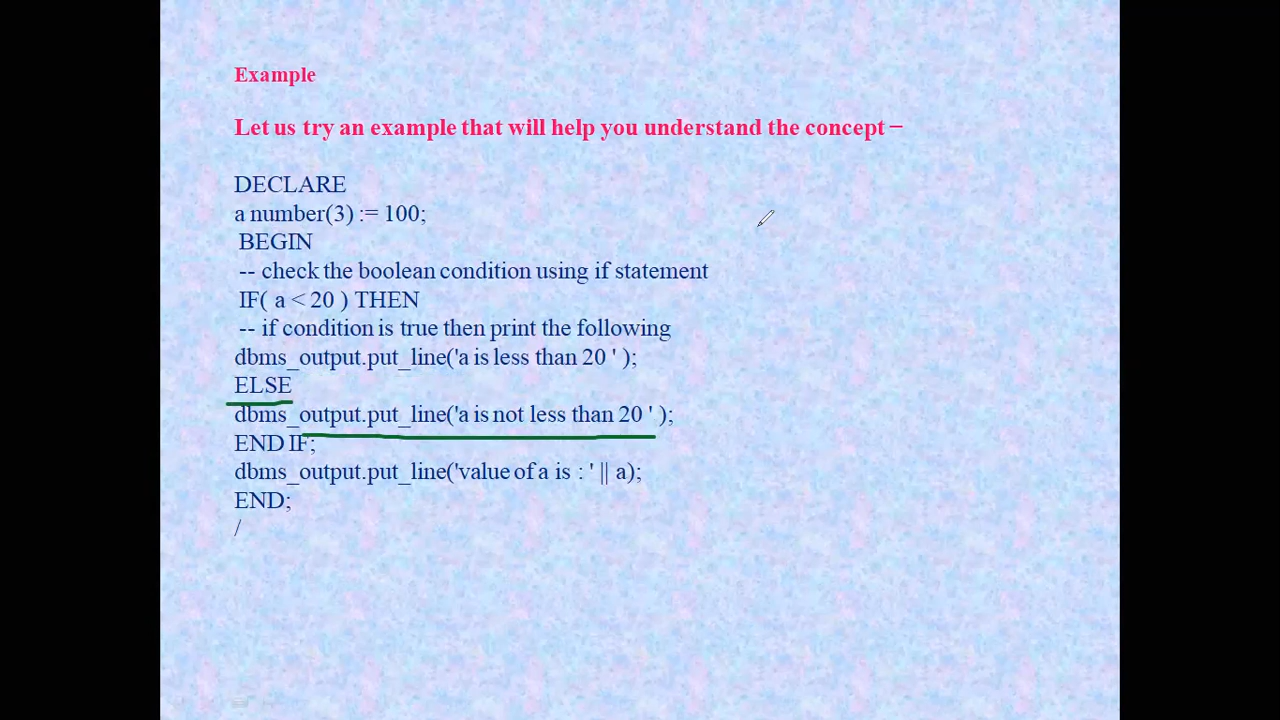 Example
Let us try an example that will help you understand the concept −
DECLARE
a number(3) := 100;
BEGIN
-- check the boolean condition using if statement
IF( a < 20 ) THEN
-- if condition is true then print the following
dbms_output.put_line('a is less than 20 ' );
ELSE
dbms_output.put_line('a is not less than 20 ' );
END IF;
dbms_output.put_line('value of a is : ' || a);
END;
/